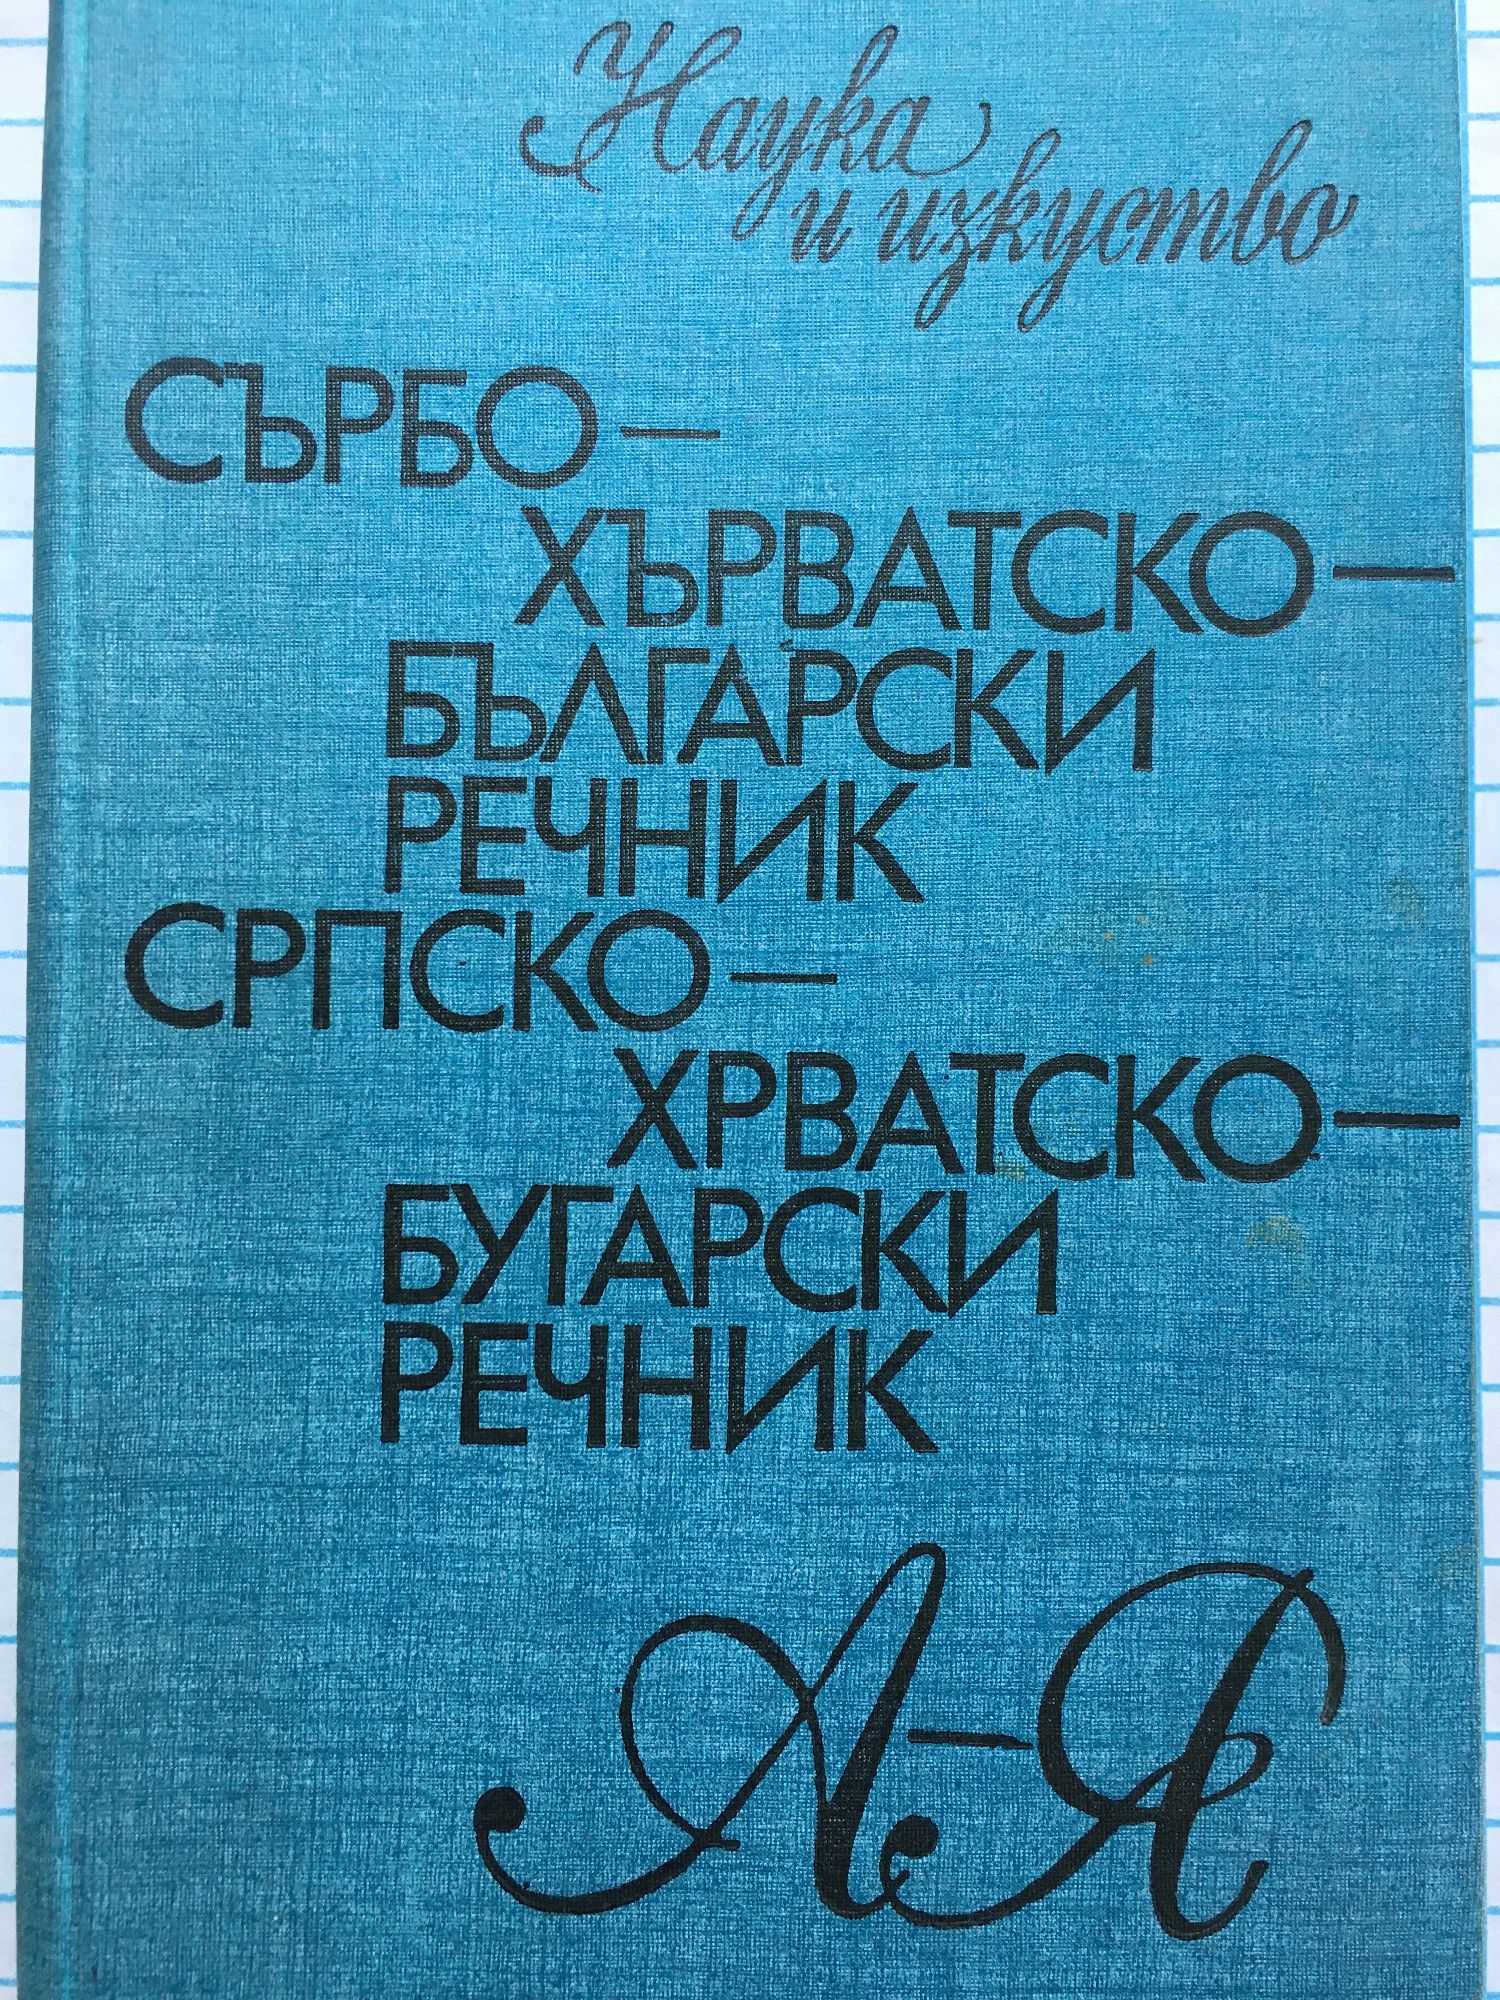 Наука
и изкуство
СЪРБО—
ХЪРВАТСКО—
БЪЛГАРСКИ
РЕЧНИК
СРПСКО—
ХРВАТСКО—
БУГАРСКИ
РЕЧНИК
А—Я